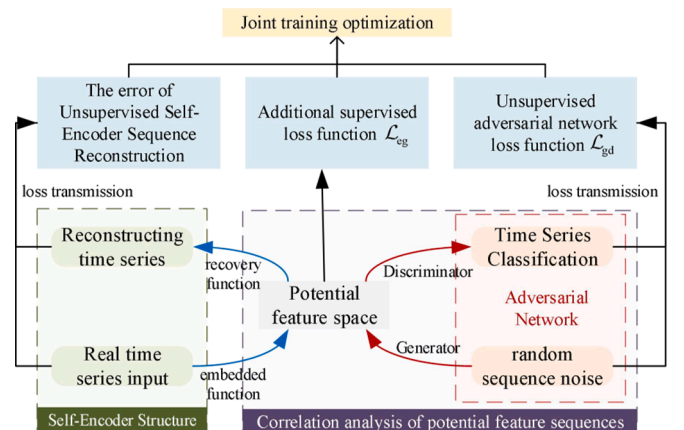 Joint training optimization
The error of
Unsupervised Self-
Encoder Sequence
Reconstruction
Additional supervised
loss function ℒeg
Unsupervised
adversarial network
loss function ℒgd
loss transmission
loss transmission
Reconstructing
time series
recovery
function
Discriminator
Time Series
Classification
Potential
feature space
Adversarial
Network
Real time
series input
embedded
function
Generator
random
sequence noise
Self-Encoder Structure
Correlation analysis of potential feature sequences